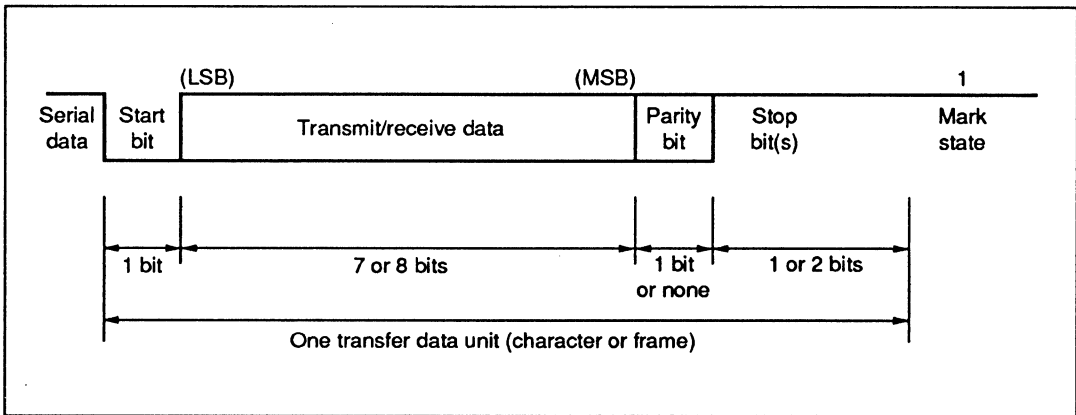 (LSB) (MSB) 1
Serial data
Start bit
Transmit/receive data
Parity bit
Stop bit(s)
Mark state
1 bit
7 or 8 bits
1 bit or none
1 or 2 bits
One transfer data unit (character or frame)